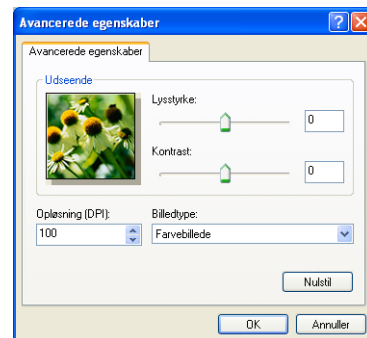 Avancerede egenskaber
Avancerede egenskaber
Udseende
Lysstyrke:
0
Kontrast:
0
Opløsning (DPI):
Billedtype:
100
Farvebillede
Nulstil
OK
Annuller